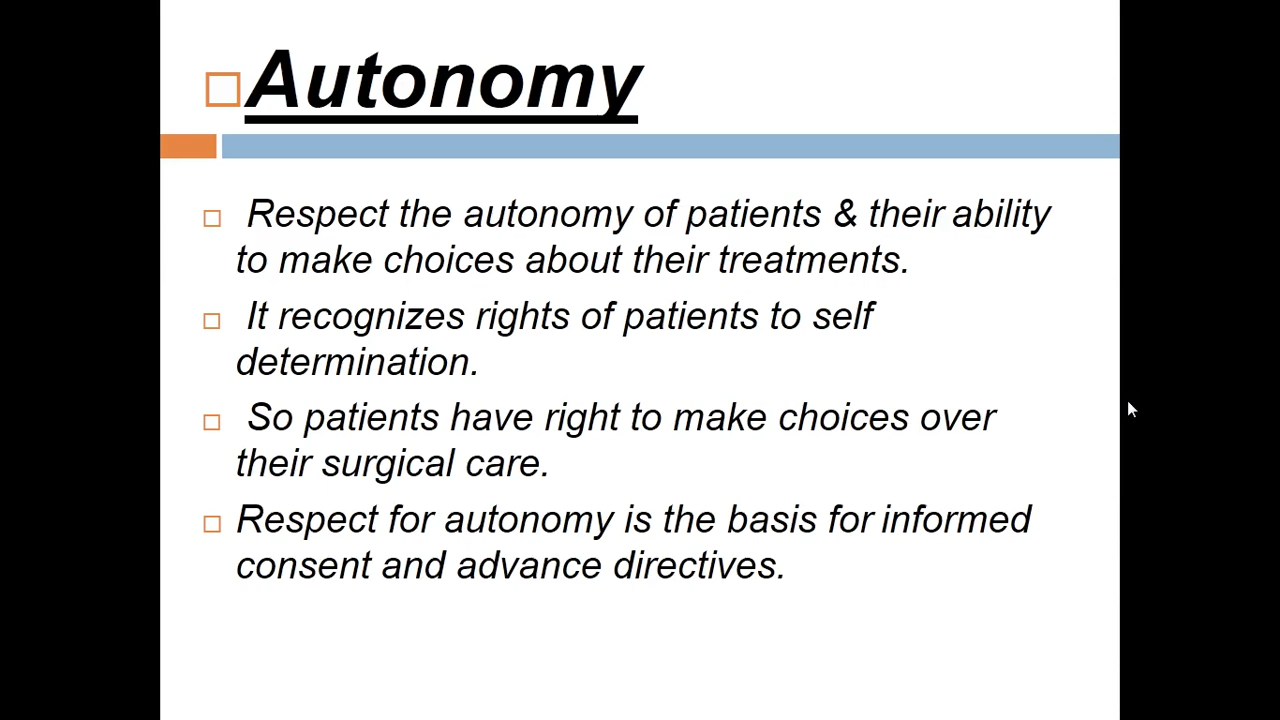 Autonomy
Respect the autonomy of patients & their ability
to make choices about their treatments.
It recognizes rights of patients to self
determination.
So patients have right to make choices over
their surgical care.
Respect for autonomy is the basis for informed
consent and advance directives.